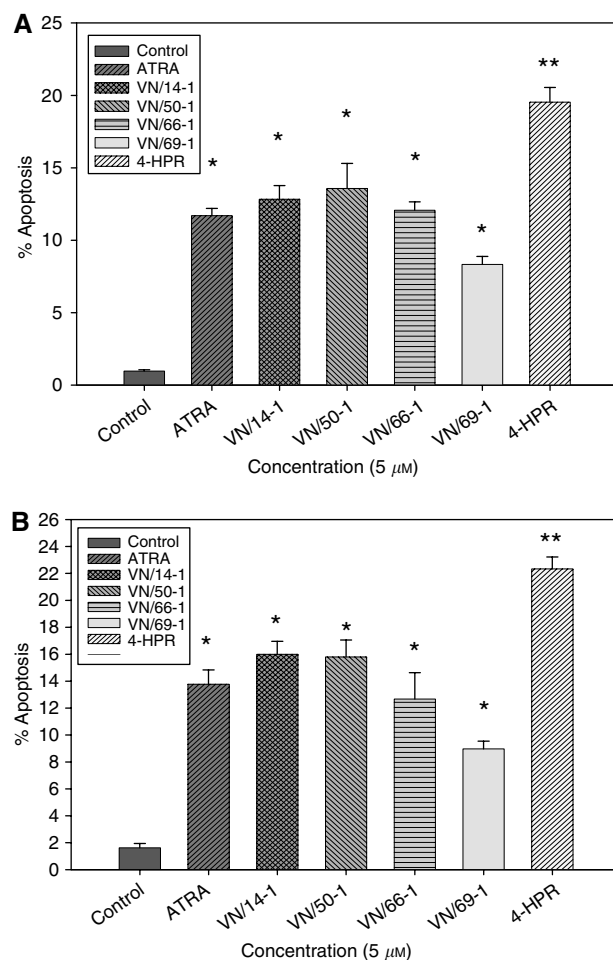 A
25
20
15
10
5
0
% Apoptosis
Control
ATRA
VN/14-1
VN/50-1
VN/66-1
VN/69-1
4-HPR
*
*
*
*
*
**
Control
ATRA
VN/14-1
VN/50-1
VN/66-1
VN/69-1
4-HPR
Concentration (5 μM)
B
26
24
22
20
18
16
14
12
10
8
6
4
2
0
% Apoptosis
Control
ATRA
VN/14-1
VN/50-1
VN/66-1
VN/69-1
4-HPR
*
*
*
*
*
**
Control
ATRA
VN/14-1
VN/50-1
VN/66-1
VN/69-1
4-HPR
Concentration (5 μM)